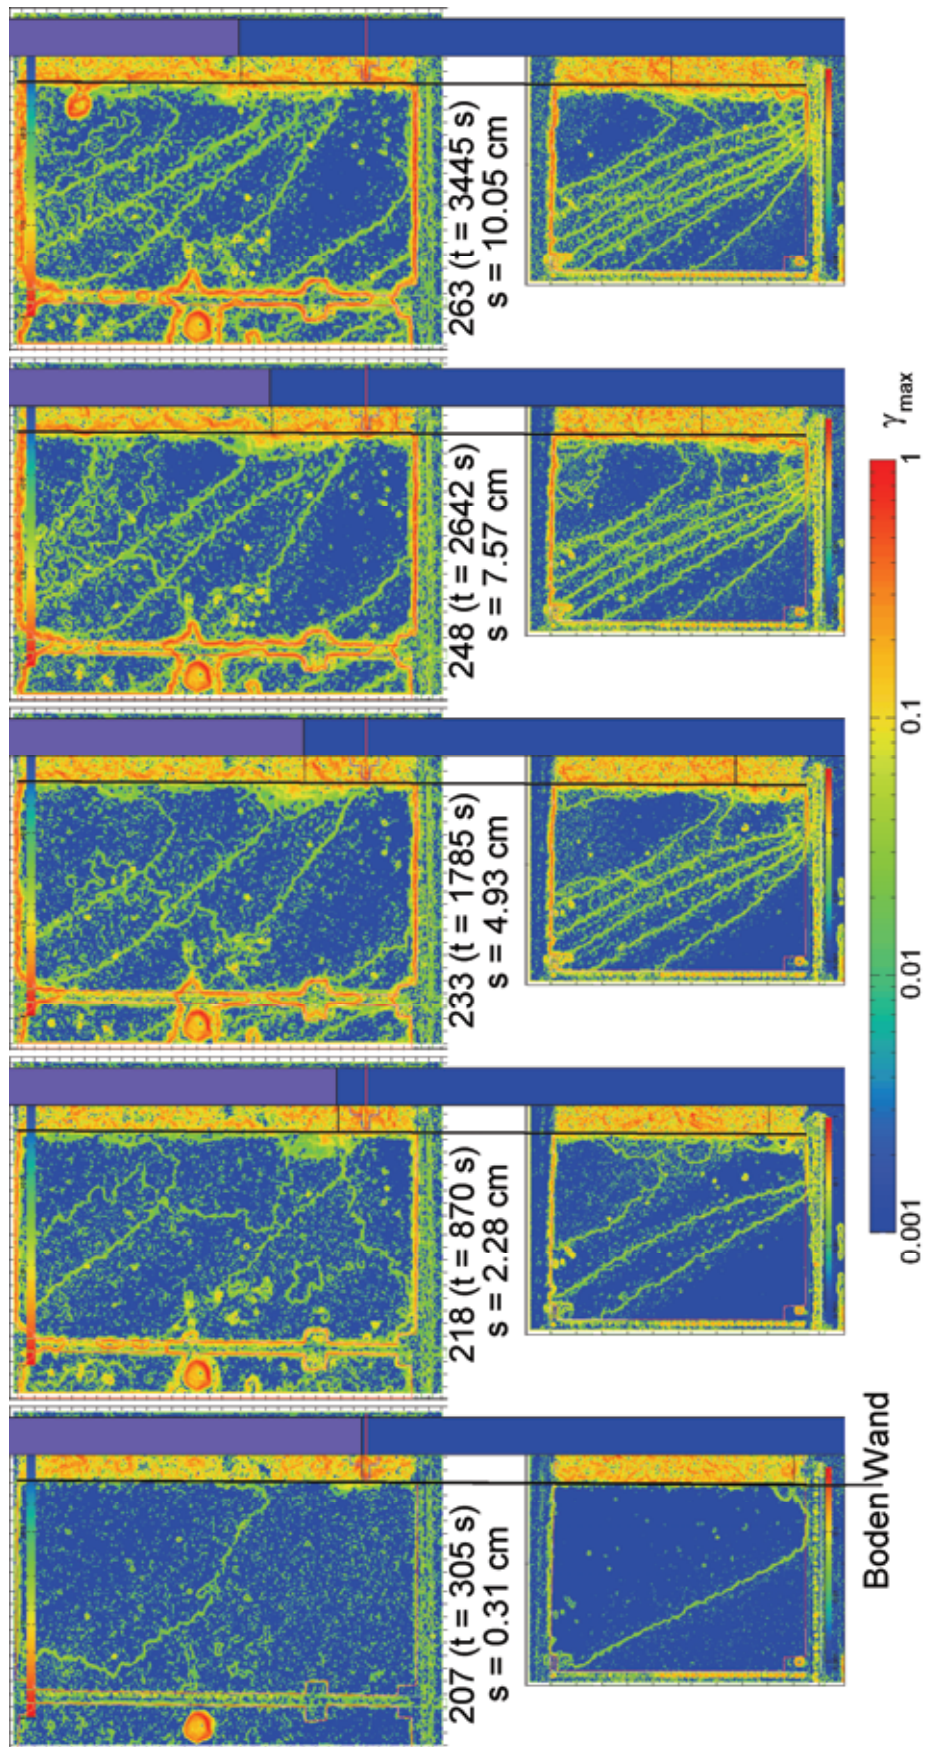 207 (t = 305 s)
s = 0.31 cm
218 (t = 870 s)
s = 2.28 cm
233 (t = 1785 s)
s = 4.93 cm
248 (t = 2642 s)
s = 7.57 cm
263 (t = 3445 s)
s = 10.05 cm
Boden Wand
0.001 0.01 0.1 1
γmax